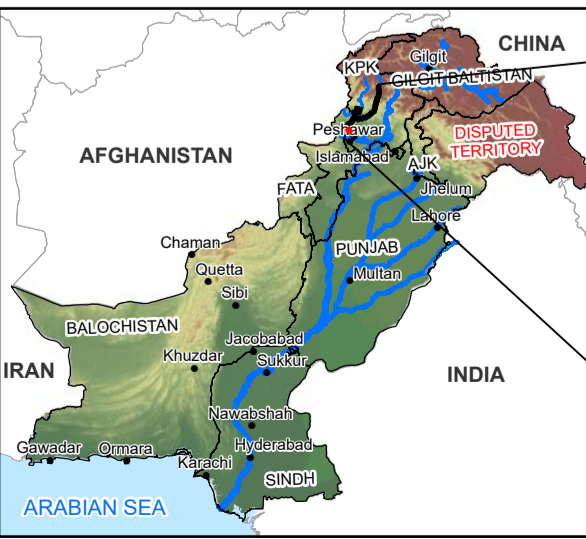 CHINA
Gilgit
KPK
GILGIT BALTISTAN
Peshawar
DISPUTED
TERRITORY
AFGHANISTAN
Islamabad
AJK
FATA
Jhelum
Lahore
Chaman
PUNJAB
Quetta
Multan
Sibi
BALOCHISTAN
Jacobabad
Khuzdar
Sukkur
IRAN
INDIA
Nawabshah
Gawadar
Ormara
Hyderabad
Karachi
SINDH
ARABIAN SEA